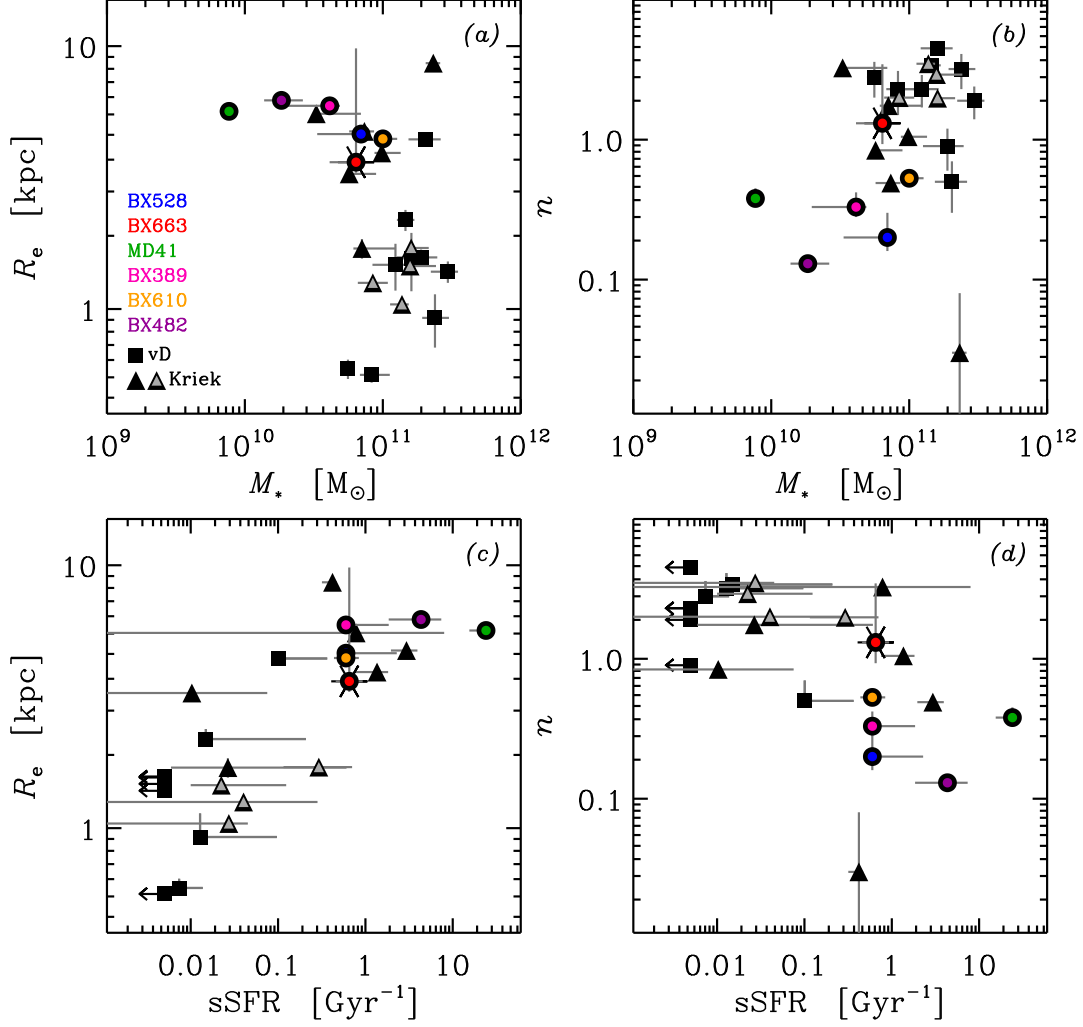 (a)
10
1
R_e [kpc]
BX528
BX663
MD41
BX389
BX610
BX482
vD
Kriek
10^9 10^10 10^11 10^12
M_* [M_⊙]
(b)
1.0
0.1
n
10^9 10^10 10^11 10^12
M_* [M_⊙]
(c)
10
1
R_e [kpc]
0.01 0.1 1 10
sSFR [Gyr^−1]
(d)
1.0
0.1
n
0.01 0.1 1 10
sSFR [Gyr^−1]